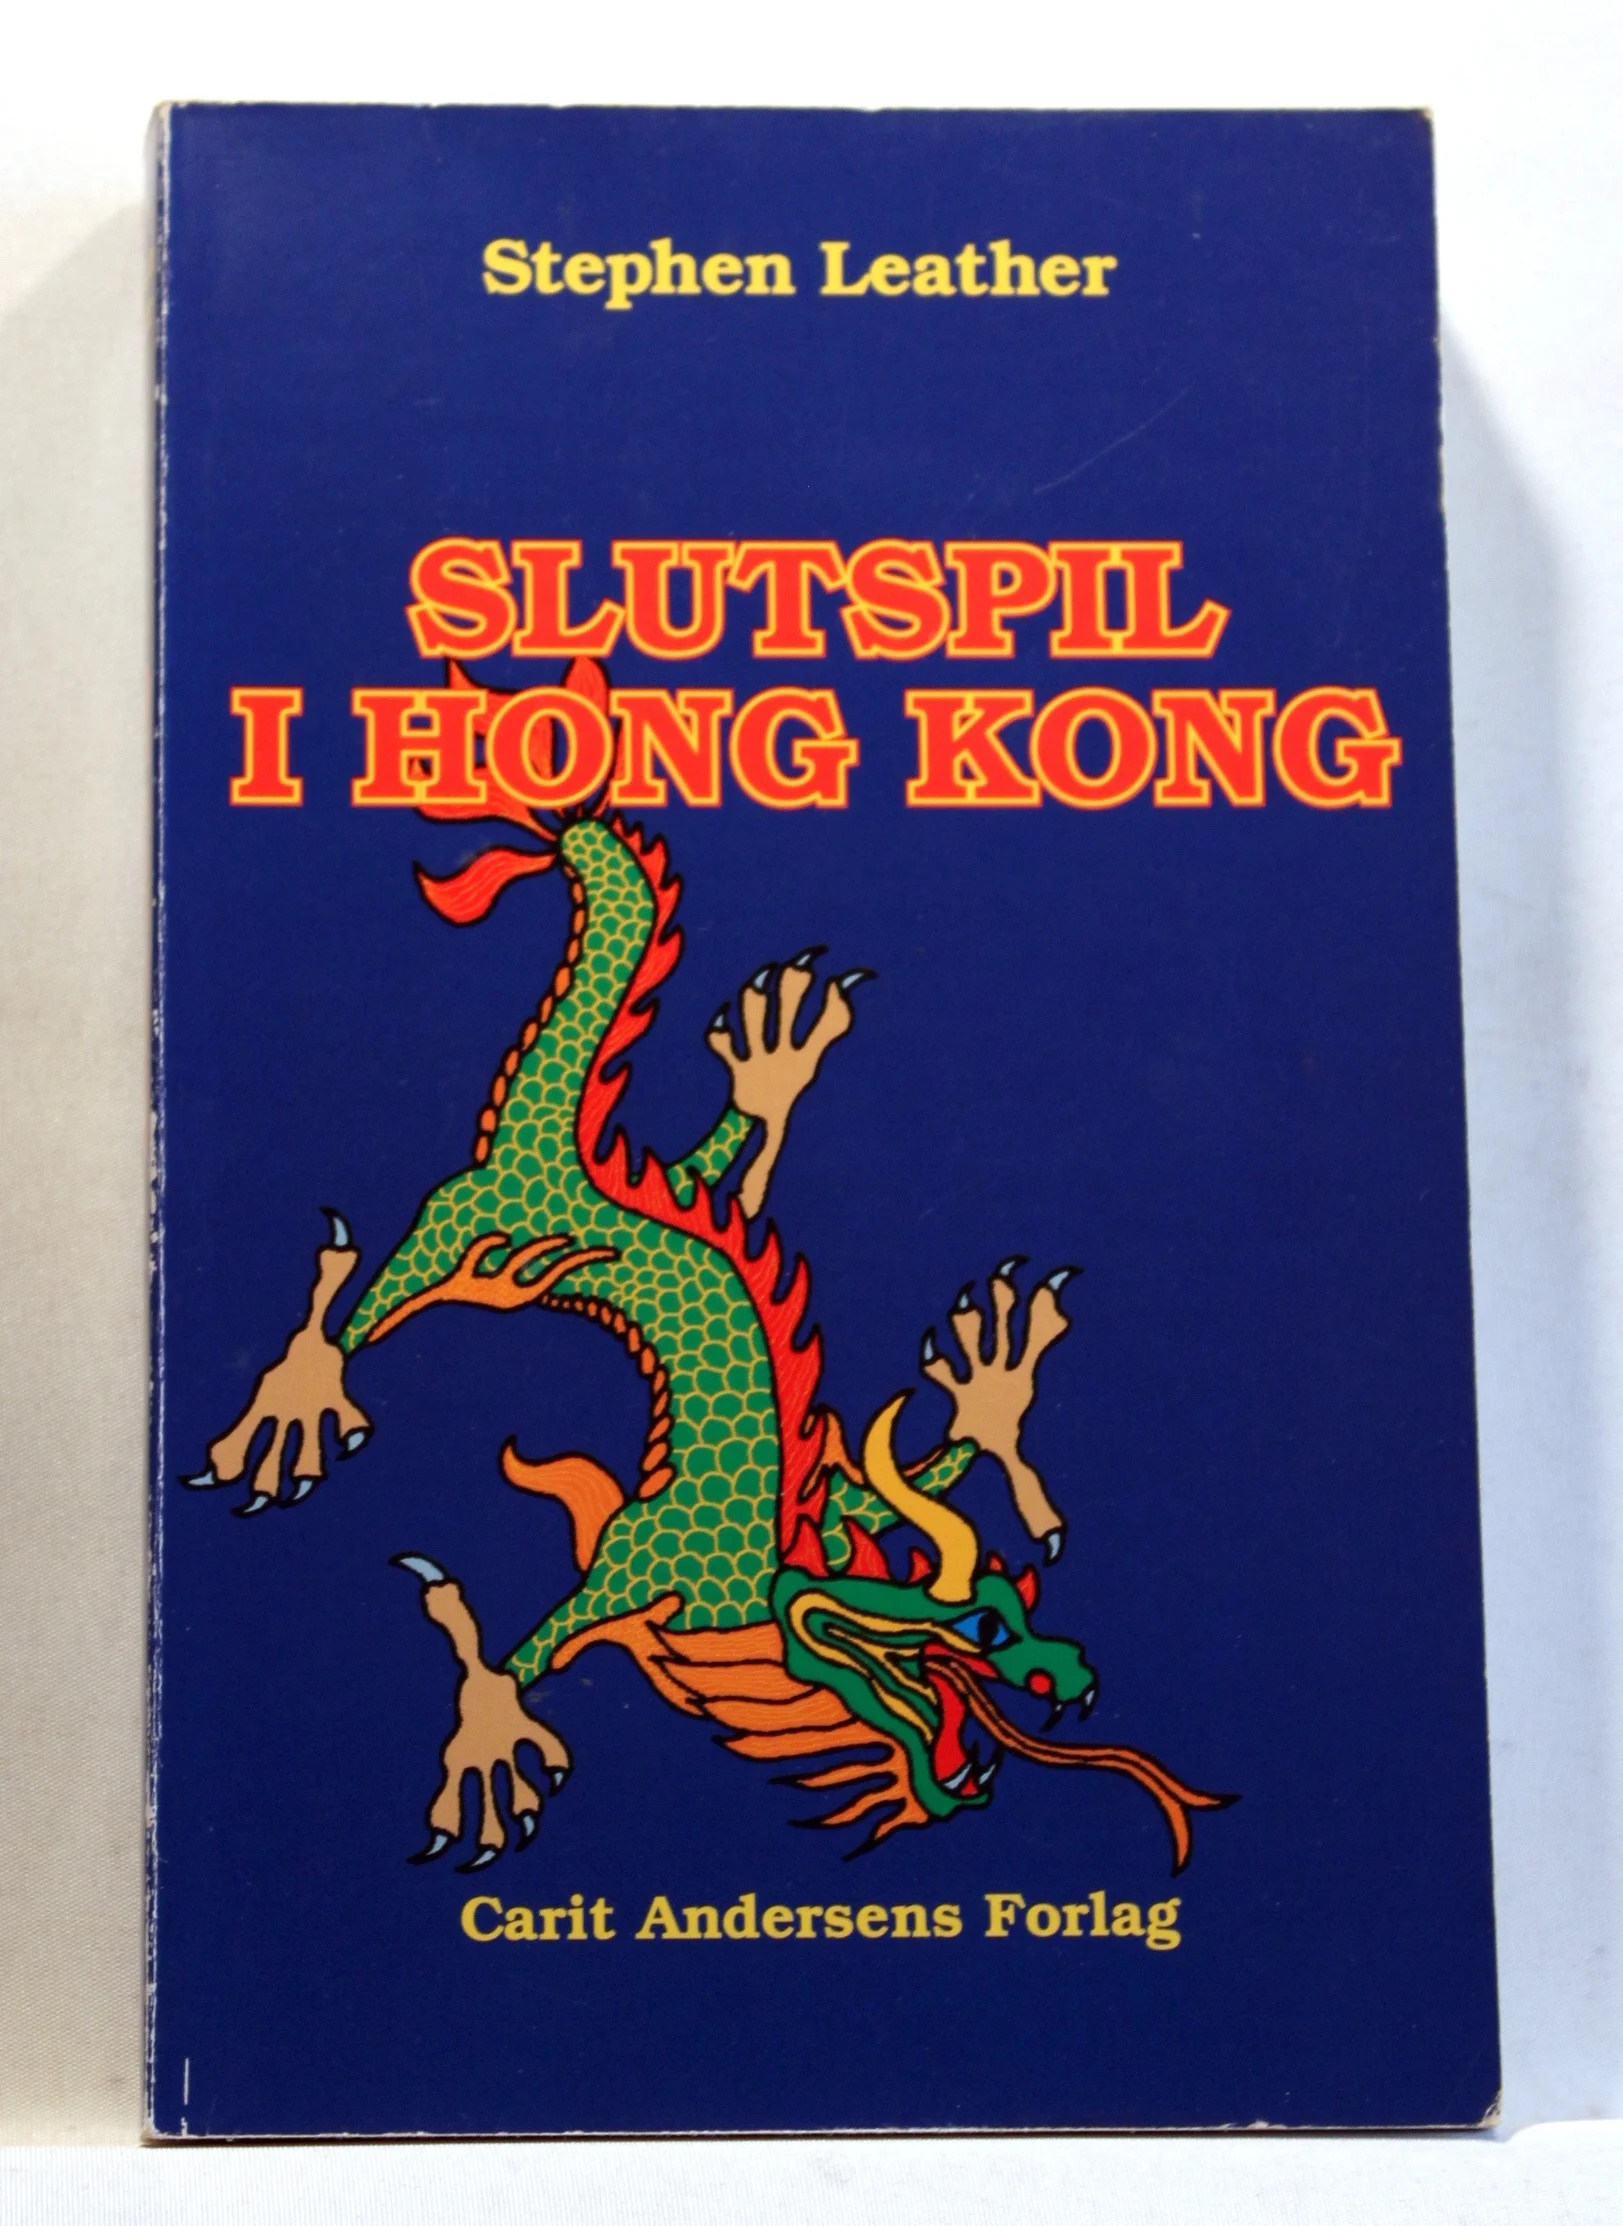 Stephen Leather
SLUTSPIL
I HONG KONG
Carit Andersens Forlag